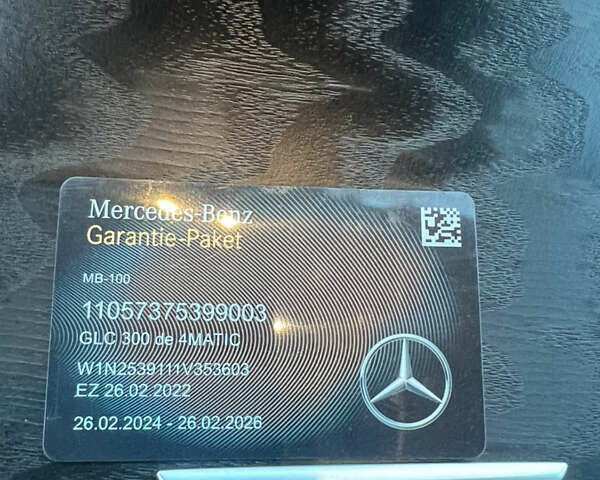 Mercedes-Benz
Garantie-Paket
MB-100
11057375399003
GLC 300 de 4MATIC
W1N2539111V353603
EZ 26.02.2022
26.02.2024 - 26.02.2026